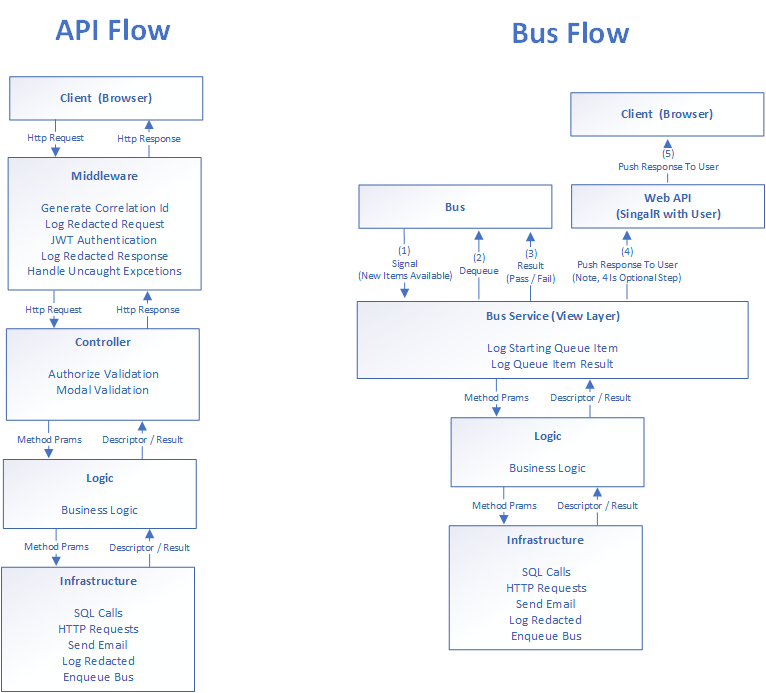 API Flow
Client (Browser)
Http Request
Http Response
Middleware
Generate Correlation Id
Log Redacted Request
JWT Authentication
Log Redacted Response
Handle Uncaught Expcetions
Http Request
Http Response
Controller
Authorize Validation
Modal Validation
Method Prams
Descriptor / Result
Logic
Business Logic
Method Prams
Descriptor / Result
Infrastructure
SQL Calls
HTTP Requests
Send Email
Log Redacted
Enqueue Bus
Bus Flow
Client (Browser)
(5)
Push Response To User
Web API
(SingalR with User)
Bus
(1)
Signal
(New Items Available)
(2)
Dequeue
(3)
Result
(Pass / Fail)
(4)
Push Response To User
(Note, 4 Is Optional Step)
Bus Service (View Layer)
Log Starting Queue Item
Log Queue Item Result
Method Prams
Descriptor / Result
Logic
Business Logic
Method Prams
Descriptor / Result
Infrastructure
SQL Calls
HTTP Requests
Send Email
Log Redacted
Enqueue Bus